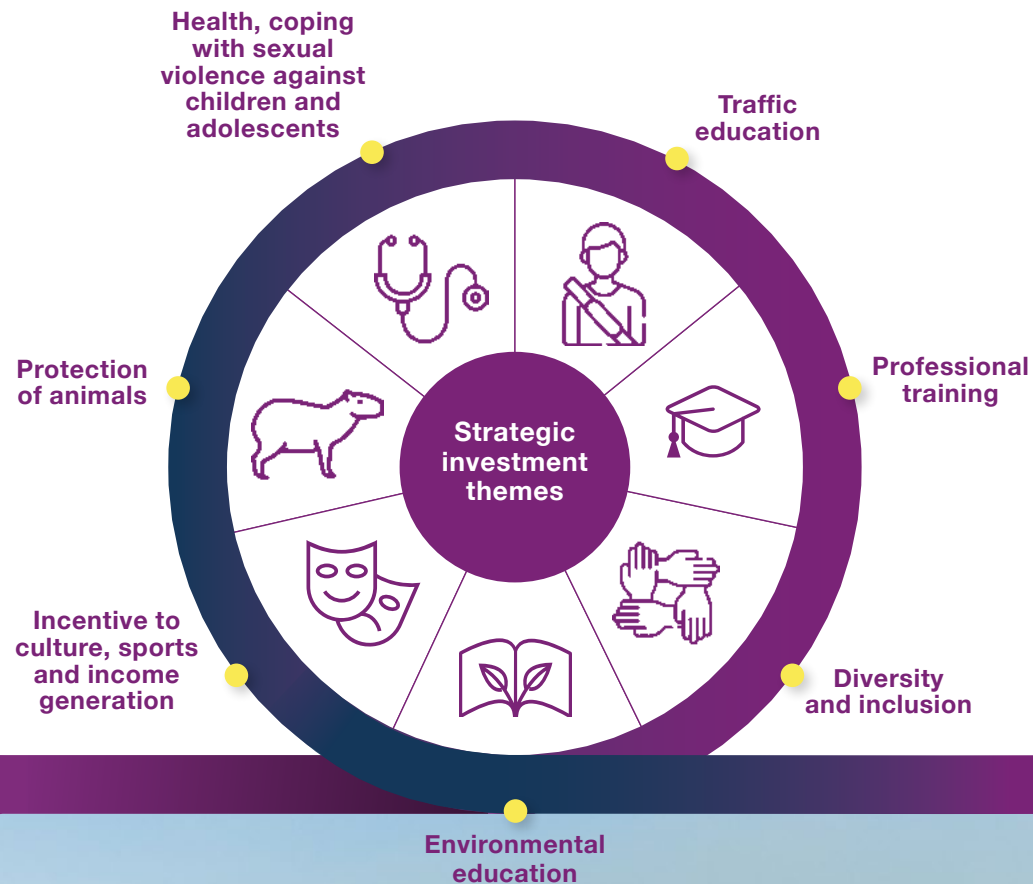 Health, coping
with sexual
violence against
children and
adolescents
Traffic
education
Protection
of animals
Strategic
investment
themes
Professional
training
Incentive to
culture, sports
and income
generation
Diversity
and inclusion
Environmental
education